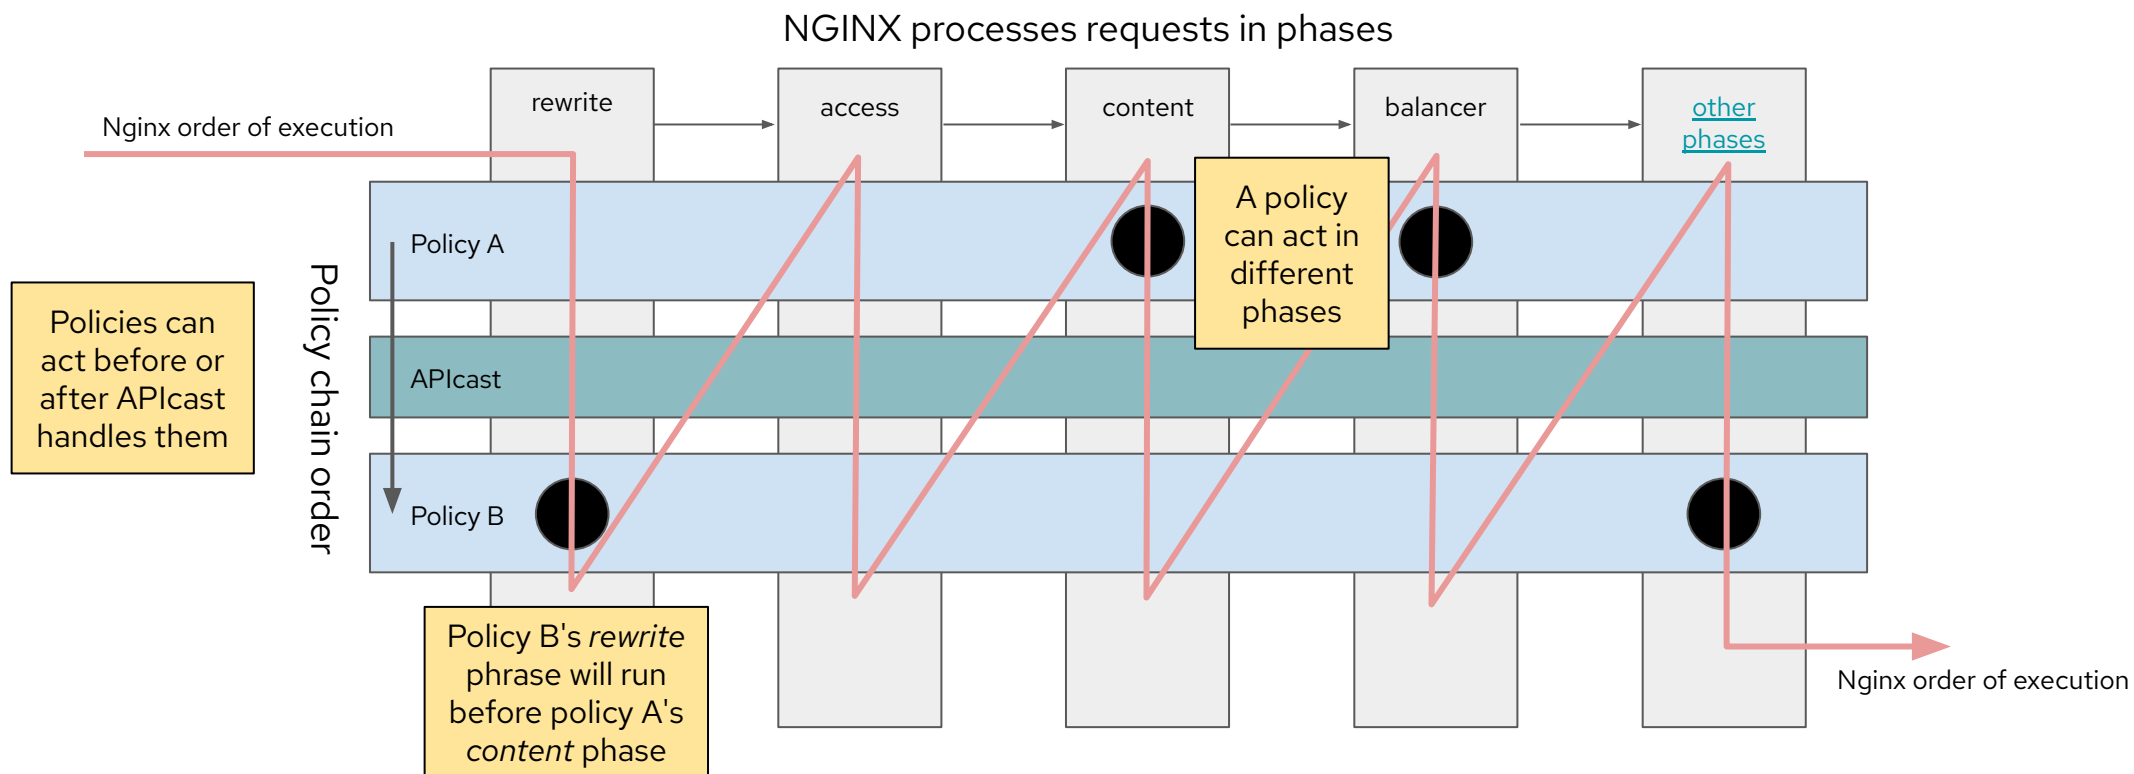 NGINX processes requests in phases
rewrite
access
content
balancer
other
phases
Nginx order of execution
Policy A
A policy
can act in
different
phases
Policies can
act before or
after APIcast
handles them
Policy chain order
APIcast
Policy B
Policy B's rewrite
phrase will run
before policy A's
content phase
Nginx order of execution